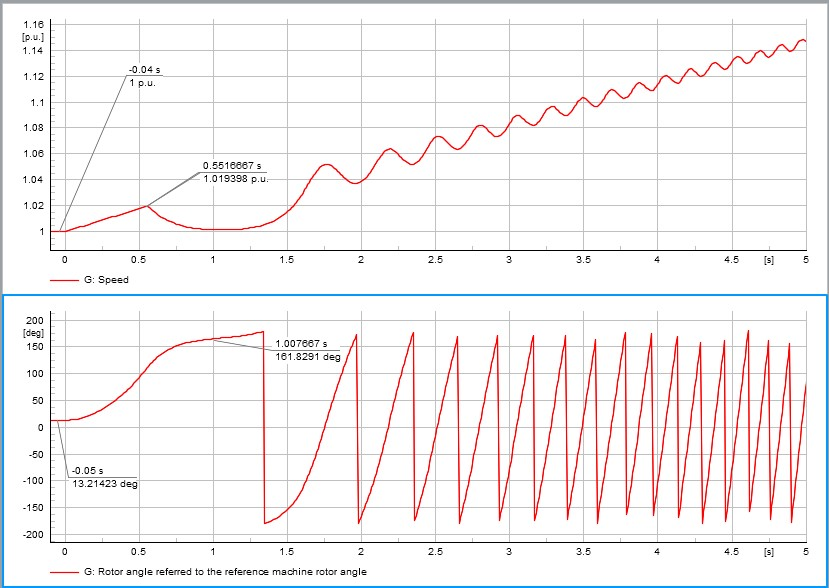 1.16
[p.u.]
1.14
1.12
1.1
1.08
1.06
1.04
1.02
1
-0.04 s
1 p.u.
0.5516667 s
1.019398 p.u.
0 0.5 1 1.5 2 2.5 3 3.5 4 4.5 [s] 5
G: Speed
200
[deg]
150
100
50
0
-50
-100
-150
-200
1.007667 s
161.8291 deg
-0.05 s
13.21423 deg
0 0.5 1 1.5 2 2.5 3 3.5 4 4.5 [s] 5
G: Rotor angle referred to the reference machine rotor angle